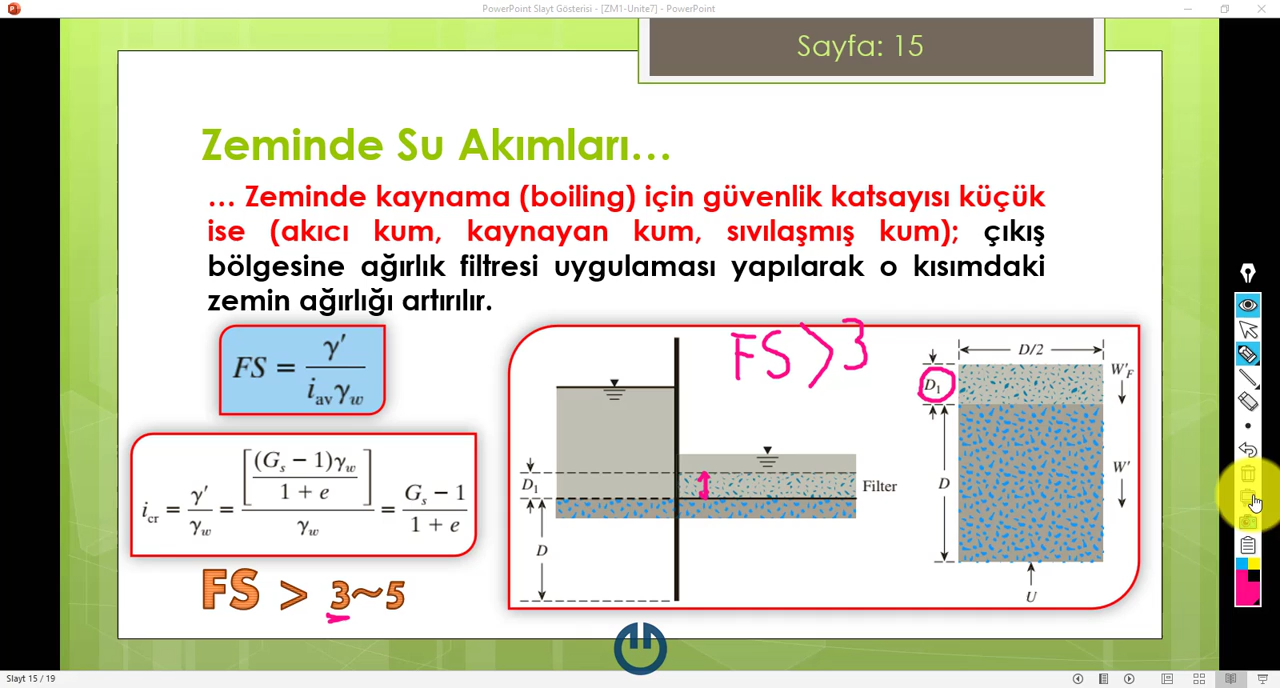 PowerPoint Slayt Gösterisi - [ZM1-Unite7] - PowerPoint
Sayfa: 15
Zeminde Su Akımları...
... Zeminde kaynama (boiling) için güvenlik katsayısı küçük
ise (akıcı kum, kaynayan kum, sıvılaşmış kum); çıkış
bölgesine ağırlık filtresi uygulaması yapılarak o kısımdaki
zemin ağırlığı artırılır.
FS = γ' / i_av γ_w
i_cr = γ' / γ_w = [(G_s − 1)γ_w / 1 + e] / γ_w = G_s − 1 / 1 + e
FS > 3~5
FS > 3
D₁
D
Filter
D/2
D₁
W'_F
D
W'
U
Slayt 15 / 19